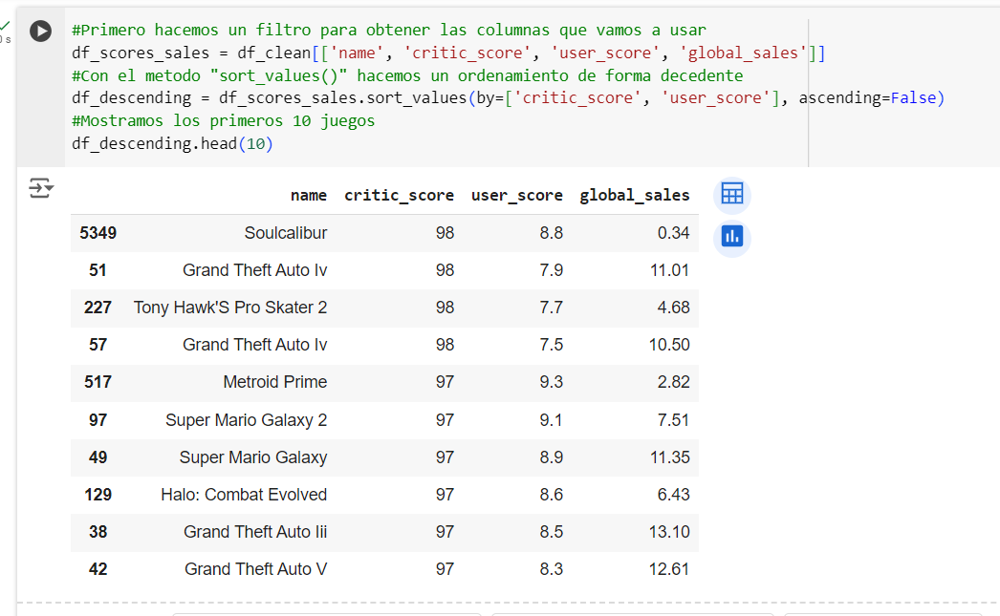 0 s
#Primero hacemos un filtro para obtener las columnas que vamos a usar
df_scores_sales = df_clean[['name', 'critic_score', 'user_score', 'global_sales']]
#Con el metodo "sort_values()" hacemos un ordenamiento de forma decedente
df_descending = df_scores_sales.sort_values(by=['critic_score', 'user_score'], ascending=False)
#Mostramos los primeros 10 juegos
df_descending.head(10)
name critic_score user_score global_sales
5349 Soulcalibur 98 8.8 0.34
51 Grand Theft Auto Iv 98 7.9 11.01
227 Tony Hawk'S Pro Skater 2 98 7.7 4.68
57 Grand Theft Auto Iv 98 7.5 10.50
517 Metroid Prime 97 9.3 2.82
97 Super Mario Galaxy 2 97 9.1 7.51
49 Super Mario Galaxy 97 8.9 11.35
129 Halo: Combat Evolved 97 8.6 6.43
38 Grand Theft Auto Iii 97 8.5 13.10
42 Grand Theft Auto V 97 8.3 12.61